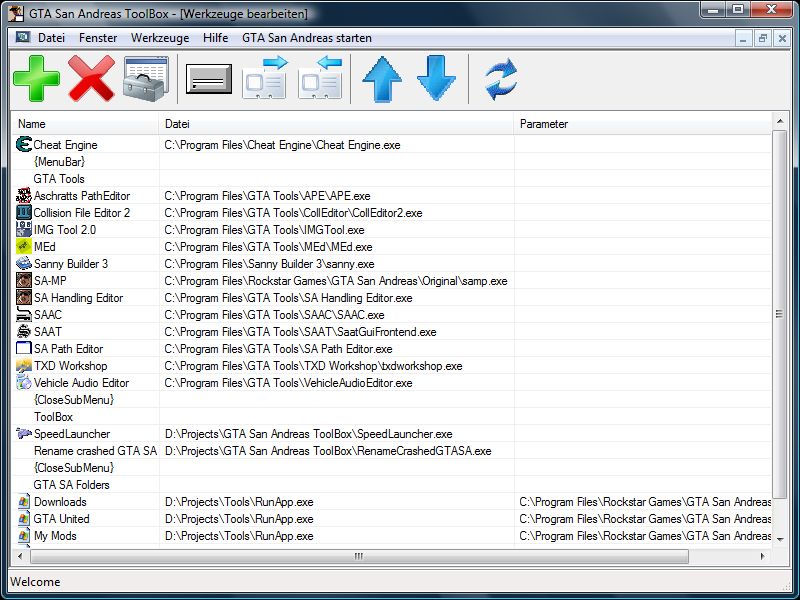 GTA San Andreas ToolBox - [Werkzeuge bearbeiten]
Datei Fenster Werkzeuge Hilfe GTA San Andreas starten
Name Datei Parameter
Cheat Engine C:\Program Files\Cheat Engine\Cheat Engine.exe
{MenuBar}
GTA Tools
Aschratts PathEditor C:\Program Files\GTA Tools\APE\APE.exe
Collision File Editor 2 C:\Program Files\GTA Tools\CollEditor\CollEditor2.exe
IMG Tool 2.0 C:\Program Files\GTA Tools\IMGTool.exe
MEd C:\Program Files\GTA Tools\MEd\MEd.exe
Sanny Builder 3 C:\Program Files\Sanny Builder 3\sanny.exe
SA-MP C:\Program Files\Rockstar Games\GTA San Andreas\Original\samp.exe
SA Handling Editor C:\Program Files\GTA Tools\SA Handling Editor.exe
SAAC C:\Program Files\GTA Tools\SAAC\SAAC.exe
SAAT C:\Program Files\GTA Tools\SAAT\SaatGuiFrontend.exe
SA Path Editor C:\Program Files\GTA Tools\SA Path Editor.exe
TXD Workshop C:\Program Files\GTA Tools\TXD Workshop\txdworkshop.exe
Vehicle Audio Editor C:\Program Files\GTA Tools\VehicleAudioEditor.exe
{CloseSubMenu}
ToolBox
SpeedLauncher D:\Projects\GTA San Andreas ToolBox\SpeedLauncher.exe
Rename crashed GTA SA D:\Projects\GTA San Andreas ToolBox\RenameCrashedGTASA.exe
{CloseSubMenu}
GTA SA Folders
Downloads D:\Projects\Tools\RunApp.exe C:\Program Files\Rockstar Games\GTA San Andreas
GTA United D:\Projects\Tools\RunApp.exe C:\Program Files\Rockstar Games\GTA San Andreas
My Mods D:\Projects\Tools\RunApp.exe C:\Program Files\Rockstar Games\GTA San Andreas
Welcome